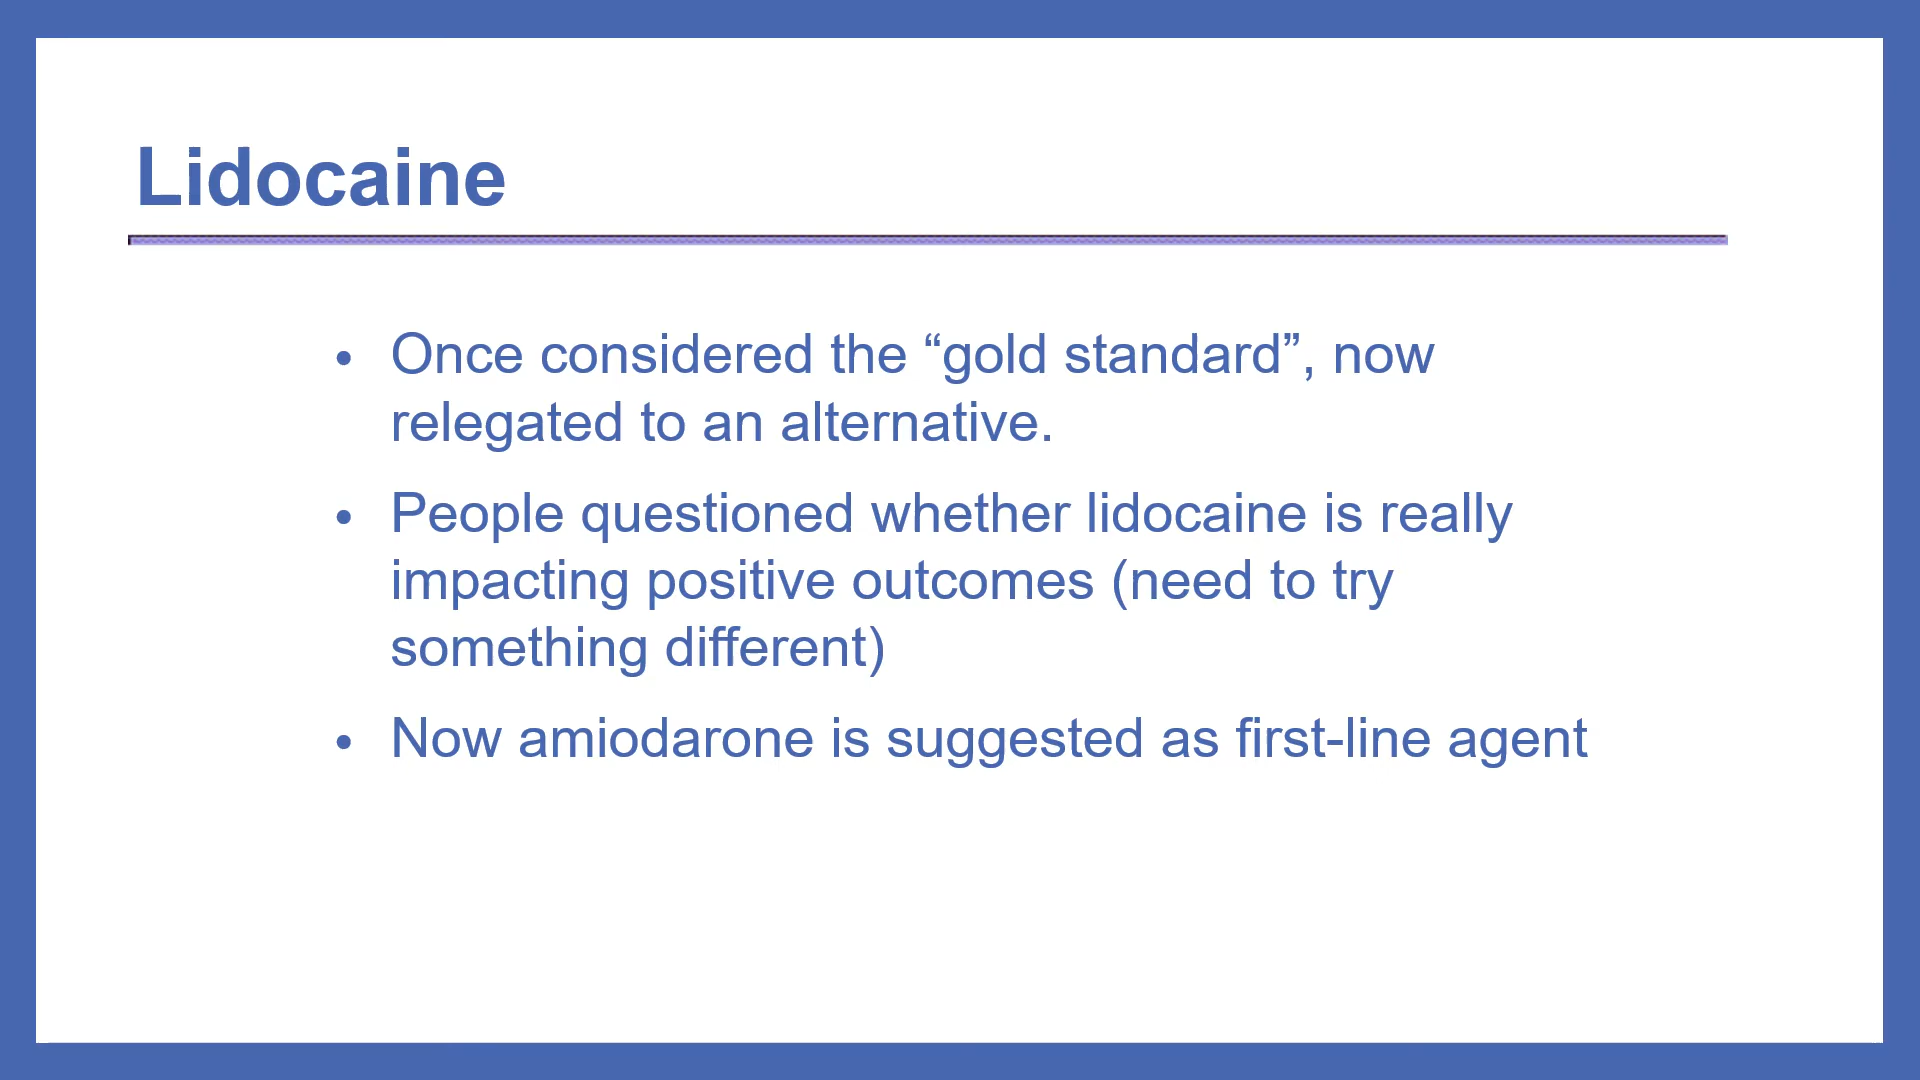 Lidocaine
• Once considered the “gold standard”, now
relegated to an alternative.
• People questioned whether lidocaine is really
impacting positive outcomes (need to try
something different)
• Now amiodarone is suggested as first-line agent